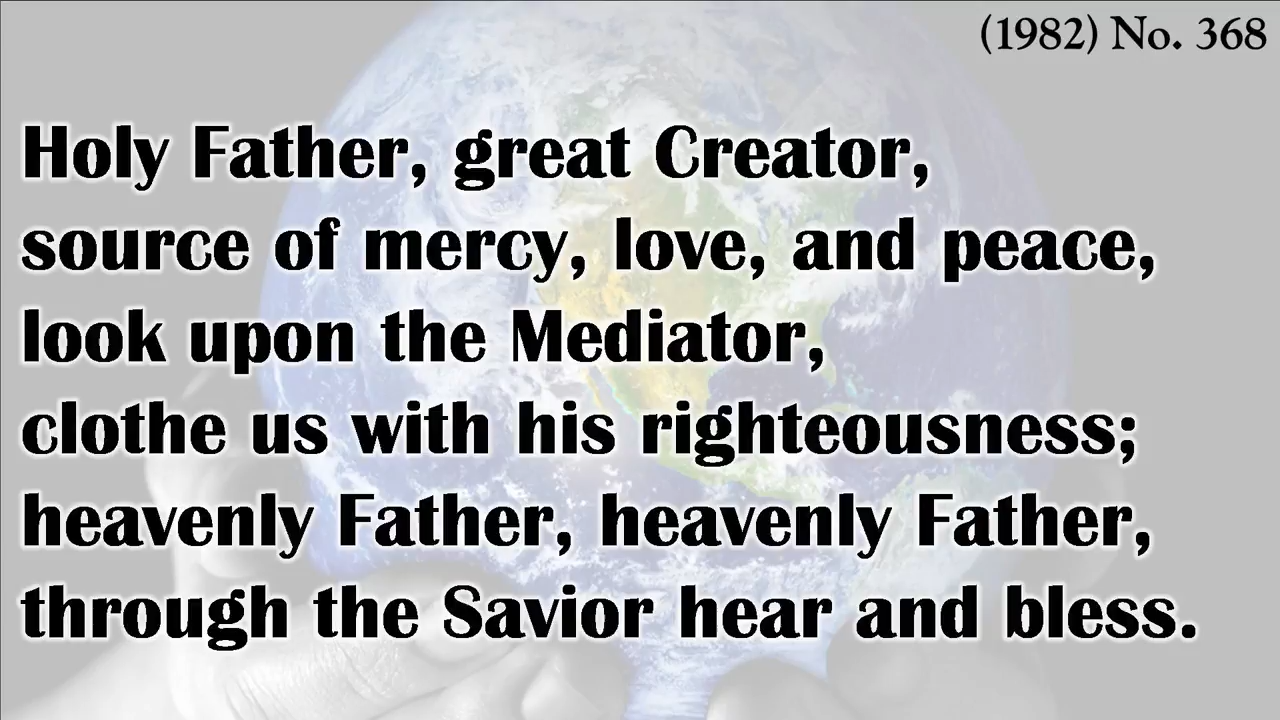 (1982) No. 368
Holy Father, great Creator,
source of mercy, love, and peace,
look upon the Mediator,
clothe us with his righteousness;
heavenly Father, heavenly Father,
through the Savior hear and bless.